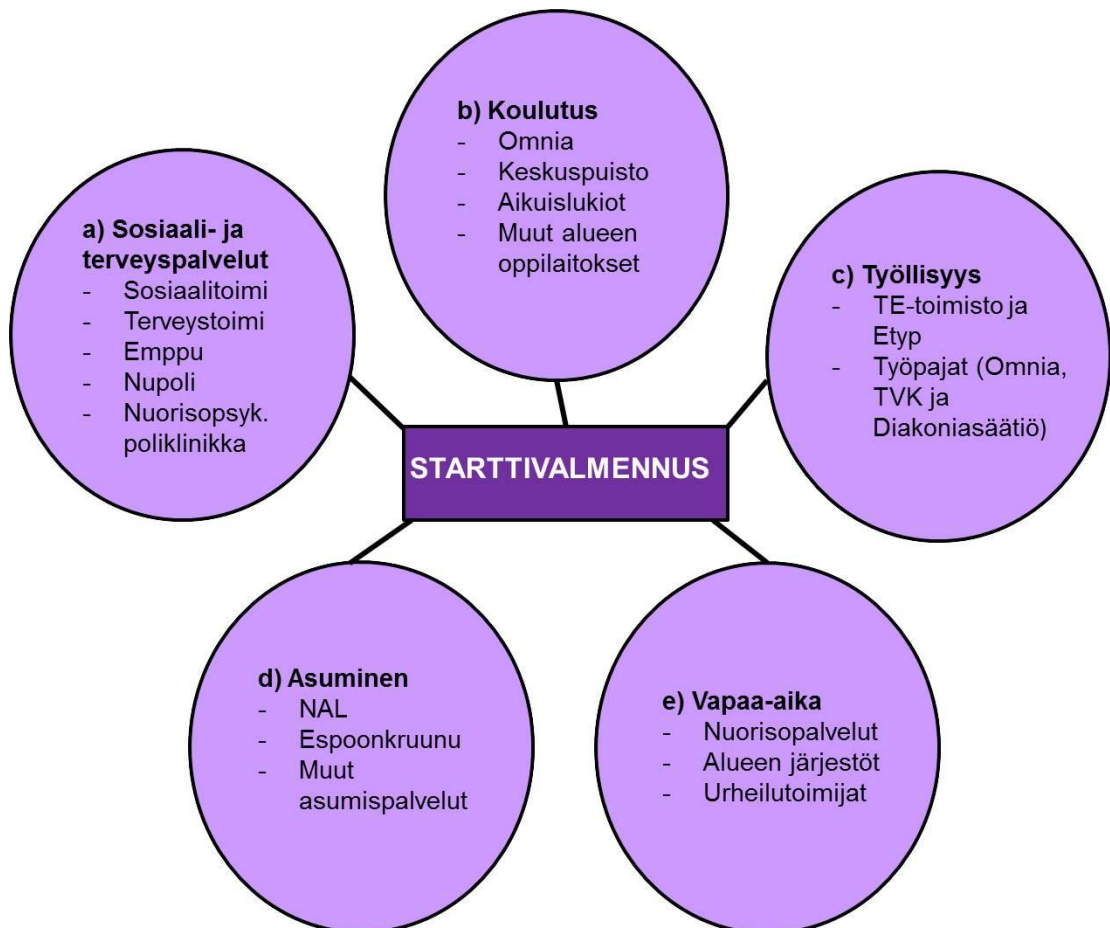 a) Sosiaali- ja
terveyspalvelut
- Sosiaalitoimi
- Terveystoimi
- Emppu
- Nupoli
- Nuorisopsyk.
poliklinikka
b) Koulutus
- Omnia
- Keskuspuisto
- Aikuislukiot
- Muut alueen
oppilaitokset
c) Työllisyys
- TE-toimisto ja
Etyp
- Työpajat (Omnia,
TVK ja
Diakoniasäätiö)
STARTTIVALMENNUS
d) Asuminen
- NAL
- Espoonkruunu
- Muut
asumispalvelut
e) Vapaa-aika
- Nuorisopalvelut
- Alueen järjestöt
- Urheilutoimijat